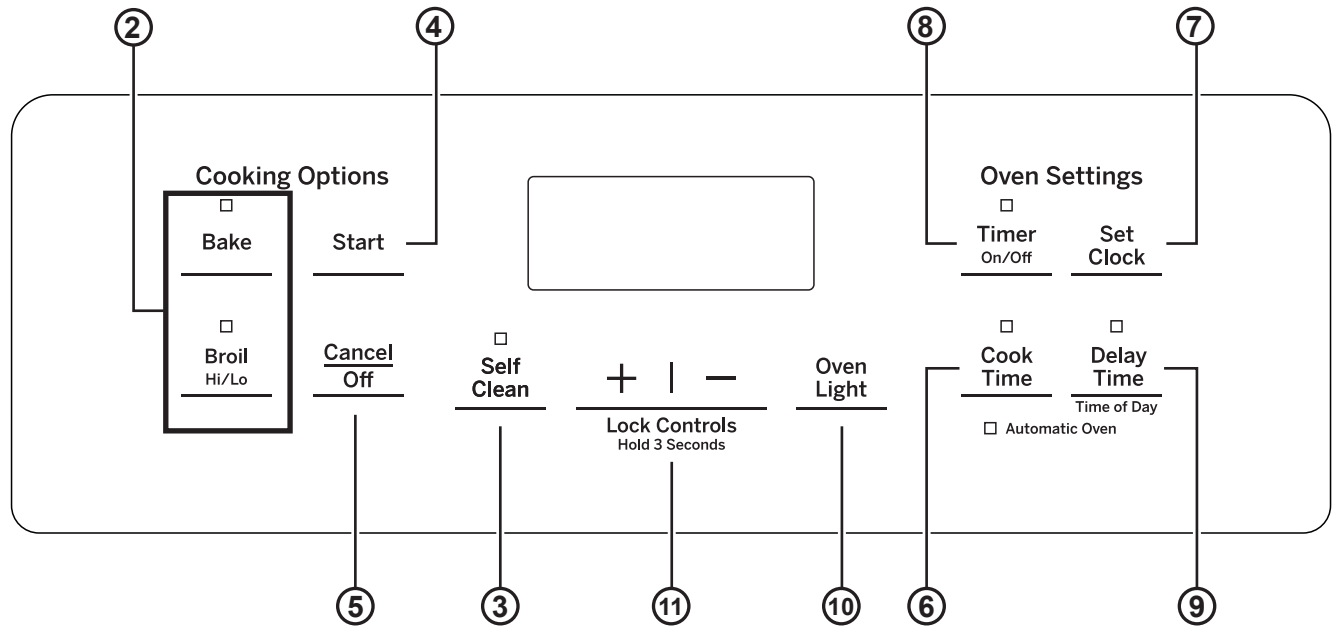 2 4 8 7
Cooking Options
Oven Settings
Bake
Start
Timer
On/Off
Set
Clock
Broil
Hi/Lo
Cancel
Off
Self
Clean
+ | −
Lock Controls
Hold 3 Seconds
Oven
Light
Cook
Time
Delay
Time
Time of Day
Automatic Oven
5 3 11 10 6 9